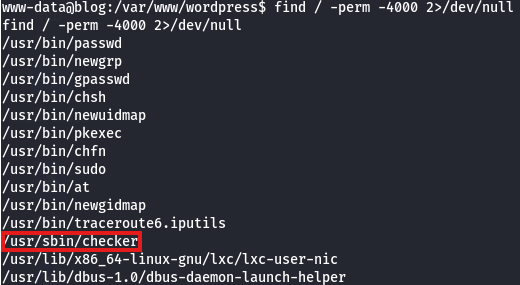 www-data@blog:/var/www/wordpress$ find / -perm -4000 2>/dev/null
find / -perm -4000 2>/dev/null
/usr/bin/passwd
/usr/bin/newgrp
/usr/bin/gpasswd
/usr/bin/chsh
/usr/bin/newuidmap
/usr/bin/pkexec
/usr/bin/chfn
/usr/bin/sudo
/usr/bin/at
/usr/bin/newgidmap
/usr/bin/traceroute6.iputils
/usr/sbin/checker
/usr/lib/x86_64-linux-gnu/lxc/lxc-user-nic
/usr/lib/dbus-1.0/dbus-daemon-launch-helper